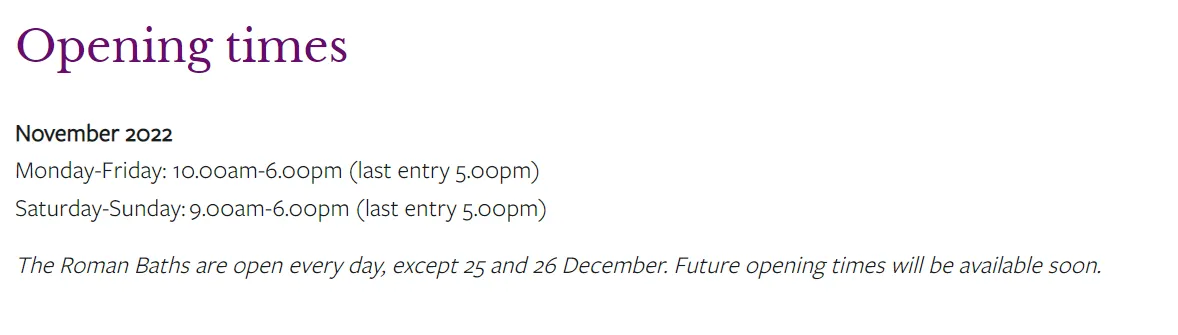 Opening times
November 2022
Monday-Friday: 10.00am-6.00pm (last entry 5.00pm)
Saturday-Sunday: 9.00am-6.00pm (last entry 5.00pm)
The Roman Baths are open every day, except 25 and 26 December. Future opening times will be available soon.